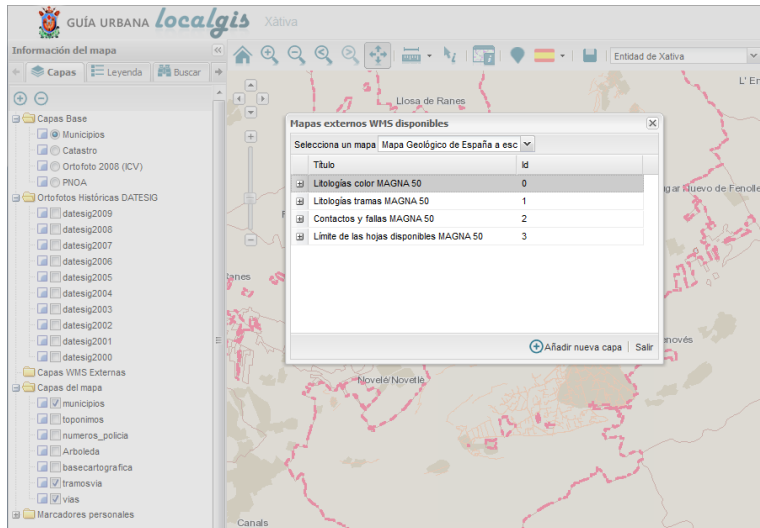 GUÍA URBANA localgis Xàtiva
Información del mapa
Capas Leyenda Buscar
Entidad de Xativa
Capas Base
Municipios
Catastro
Ortofoto 2008 (ICV)
PNOA
Ortofotos Históricas DATESIG
datesig2009
datesig2008
datesig2007
datesig2006
datesig2005
datesig2004
datesig2003
datesig2002
datesig2001
datesig2000
Capas WMS Externas
Capas del mapa
municipios
toponimos
numeros_policia
Arboleda
basecartografica
tramosvia
vias
Marcadores personales
L' En
Llosa de Ranes
Mapas externos WMS disponibles
Selecciona un mapa Mapa Geológico de España a esc
Título Id
Litologías color MAGNA 50 0
Litologías tramas MAGNA 50 1
Contactos y fallas MAGNA 50 2
Límite de las hojas disponibles MAGNA 50 3
Añadir nueva capa Salir
gar Nuevo de Fenolle
anes
enovés
Novelé/Novetlè
Canals